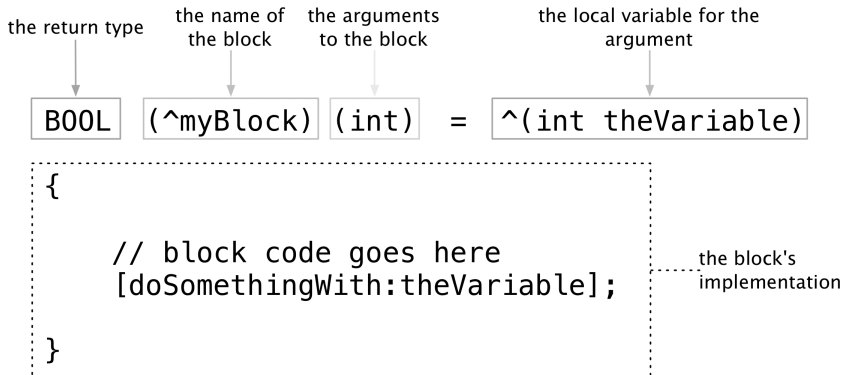 the return type
the name of
the block
the arguments
to the block
the local variable for the
argument
BOOL (^myBlock) (int) = ^(int theVariable)
{
// block code goes here
[doSomethingWith:theVariable];
the block's
implementation
}